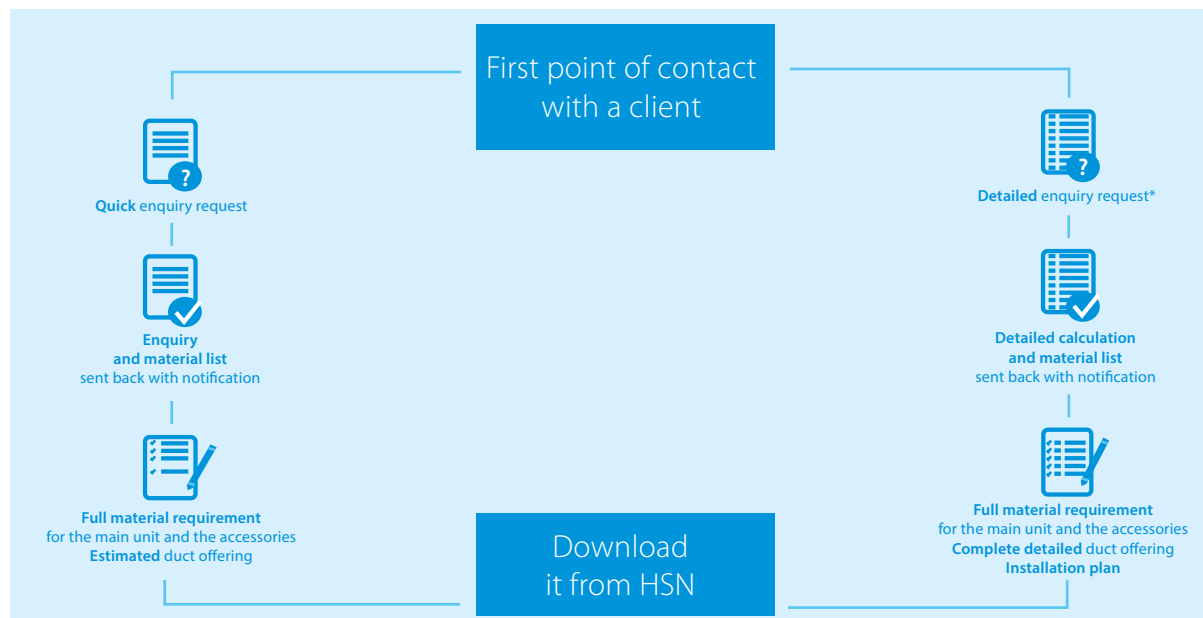 First point of contact
with a client
?
Quick enquiry request
Enquiry
and material list
sent back with notification
Full material requirement
for the main unit and the accessories
Estimated duct offering
?
Detailed enquiry request*
Detailed calculation
and material list
sent back with notification
Full material requirement
for the main unit and the accessories
Complete detailed duct offering
Installation plan
Download
it from HSN